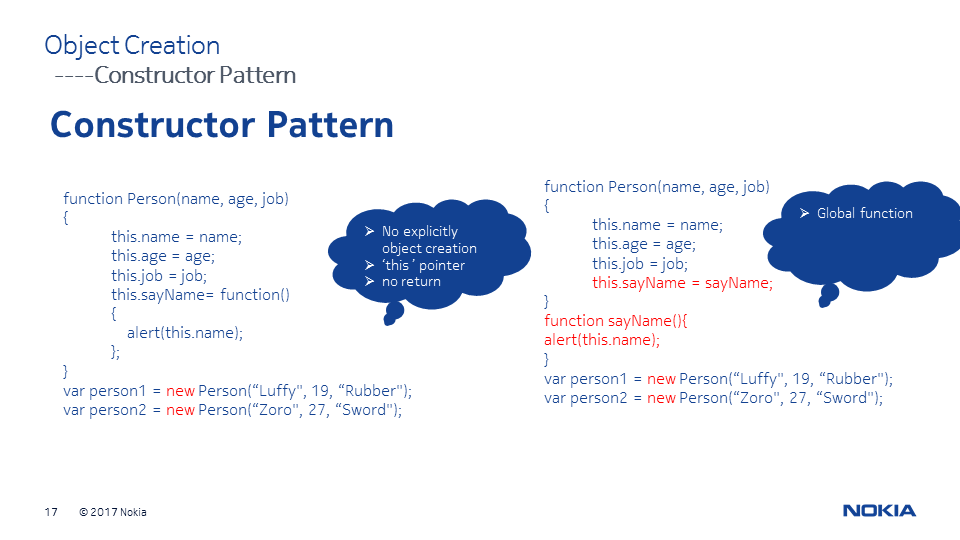 Object Creation
----Constructor Pattern
Constructor Pattern
function Person(name, age, job)
{
this.name = name;
this.age = age;
this.job = job;
this.sayName= function()
{
alert(this.name);
};
}
var person1 = new Person(“Luffy", 19, “Rubber");
var person2 = new Person(“Zoro", 27, “Sword");
➢ No explicitly
object creation
➢ ‘this ’ pointer
➢ no return
function Person(name, age, job)
{
this.name = name;
this.age = age;
this.job = job;
this.sayName = sayName;
}
function sayName(){
alert(this.name);
}
var person1 = new Person(“Luffy", 19, “Rubber");
var person2 = new Person(“Zoro", 27, “Sword");
➢ Global function
17 © 2017 Nokia
NOKIA